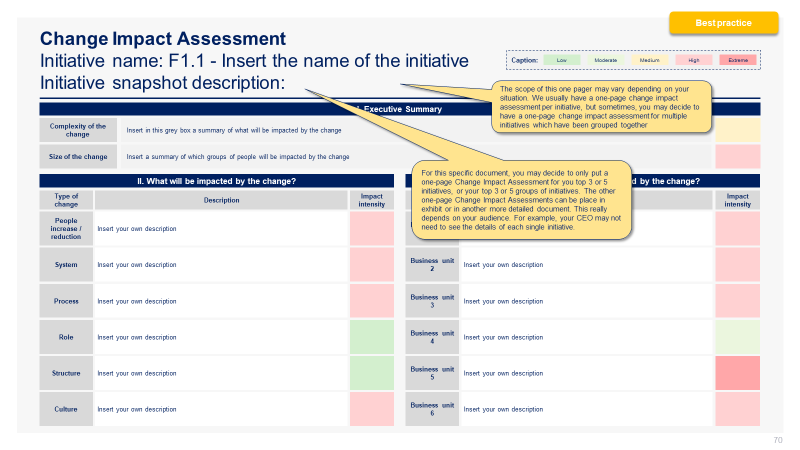 Best practice
Change Impact Assessment
Initiative name: F1.1 - Insert the name of the initiative
Initiative snapshot description:
Caption:
Low
Moderate
Medium
High
Extreme
The scope of this one pager may vary depending on your
situation. We usually have a one-page change impact
assessment per initiative, but sometimes, you may decide to
have a one-page change impact assessment for multiple
initiatives which have been grouped together
Executive Summary
Complexity of the
change
Insert in this grey box a summary of what will be impacted by the change
Size of the change
Insert a summary of which groups of people will be impacted by the change
For this specific document, you may decide to only put a
one-page Change Impact Assessment for you top 3 or 5
initiatives, or your top 3 or 5 groups of initiatives. The other
one-page Change Impact Assessments can be place in
exhibit or in another more detailed document. This really
depends on your audience. For example, your CEO may not
need to see the details of each single initiative.
II. What will be impacted by the change?
by the change?
Type of
change
Description
Impact
intensity
Impact
intensity
People
increase /
reduction
Insert your own description
System
Insert your own description
Business unit
2
Insert your own description
Process
Insert your own description
Business unit
3
Insert your own description
Role
Insert your own description
Business unit
4
Insert your own description
Structure
Insert your own description
Business unit
5
Insert your own description
Culture
Insert your own description
Business unit
6
Insert your own description
70